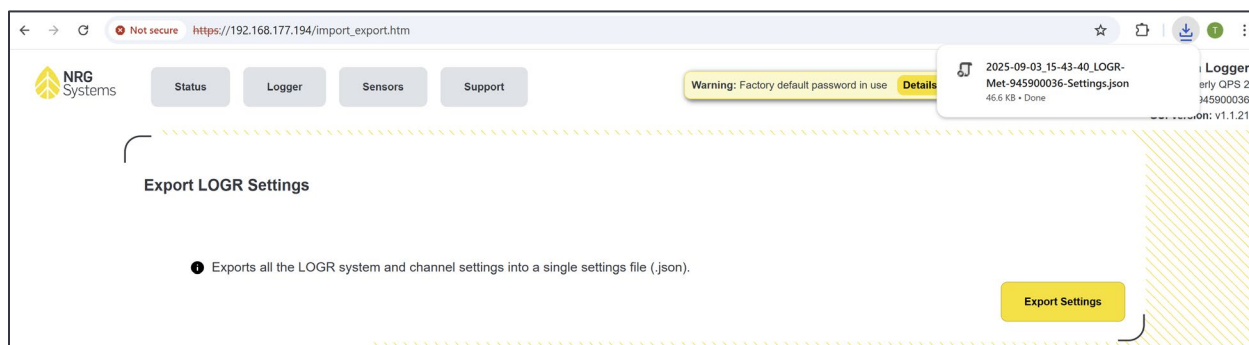 Not secure https://192.168.177.194/import_export.htm
T
NRG
Systems
Status
Logger
Sensors
Support
Warning: Factory default password in use Details
2025-09-03_15-43-40_LOGR-
Met-945900036-Settings.json
46.6 KB • Done
Logger
erly QPS 2
945900036
v1.1.21
Export LOGR Settings
Exports all the LOGR system and channel settings into a single settings file (.json).
Export Settings